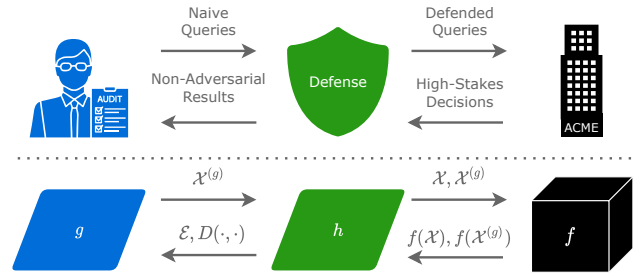 Naive
Queries
Defended
Queries
AUDIT
Non-Adversarial
Results
Defense
High-Stakes
Decisions
ACME
𝒳^(g)
𝒳, 𝒳^(g)
g
ℰ, D(·,·)
h
f(𝒳), f(𝒳^(g))
f